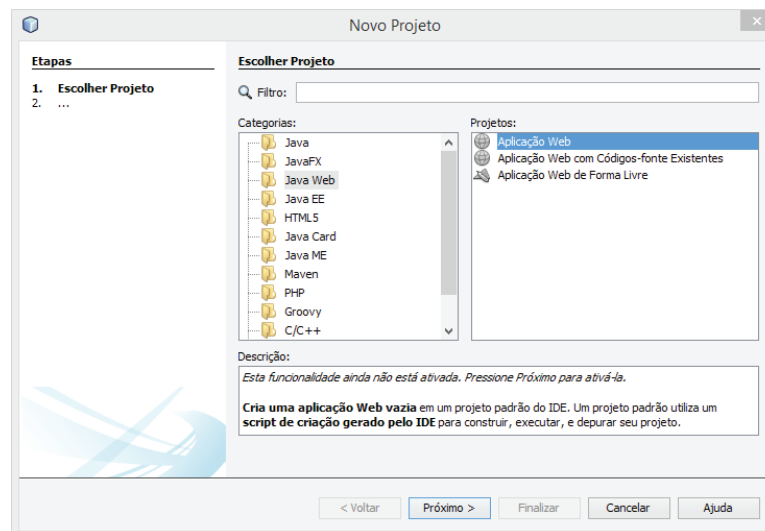 Novo Projeto
Etapas
1. Escolher Projeto
2. ...
Escolher Projeto
Filtro:
Categorias:
Java
JavaFX
Java Web
Java EE
HTML5
Java Card
Java ME
Maven
PHP
Groovy
C/C++
Projetos:
Aplicação Web
Aplicação Web com Códigos-fonte Existentes
Aplicação Web de Forma Livre
Descrição:
Esta funcionalidade ainda não está ativada. Pressione Próximo para ativá-la.
Cria uma aplicação Web vazia em um projeto padrão do IDE. Um projeto padrão utiliza um
script de criação gerado pelo IDE para construir, executar, e depurar seu projeto.
< Voltar
Próximo >
Finalizar
Cancelar
Ajuda